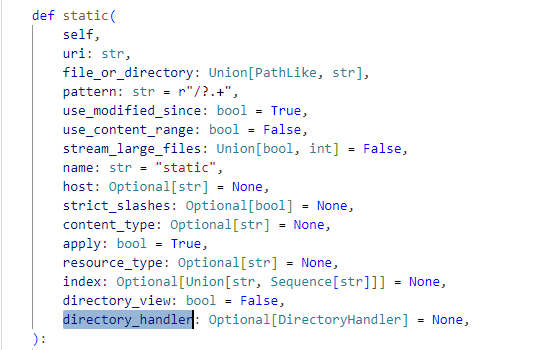 def static(
self,
uri: str,
file_or_directory: Union[PathLike, str],
pattern: str = r"/?.+",
use_modified_since: bool = True,
use_content_range: bool = False,
stream_large_files: Union[bool, int] = False,
name: str = "static",
host: Optional[str] = None,
strict_slashes: Optional[bool] = None,
content_type: Optional[str] = None,
apply: bool = True,
resource_type: Optional[str] = None,
index: Optional[Union[str, Sequence[str]]] = None,
directory_view: bool = False,
directory_handler: Optional[DirectoryHandler] = None,
):